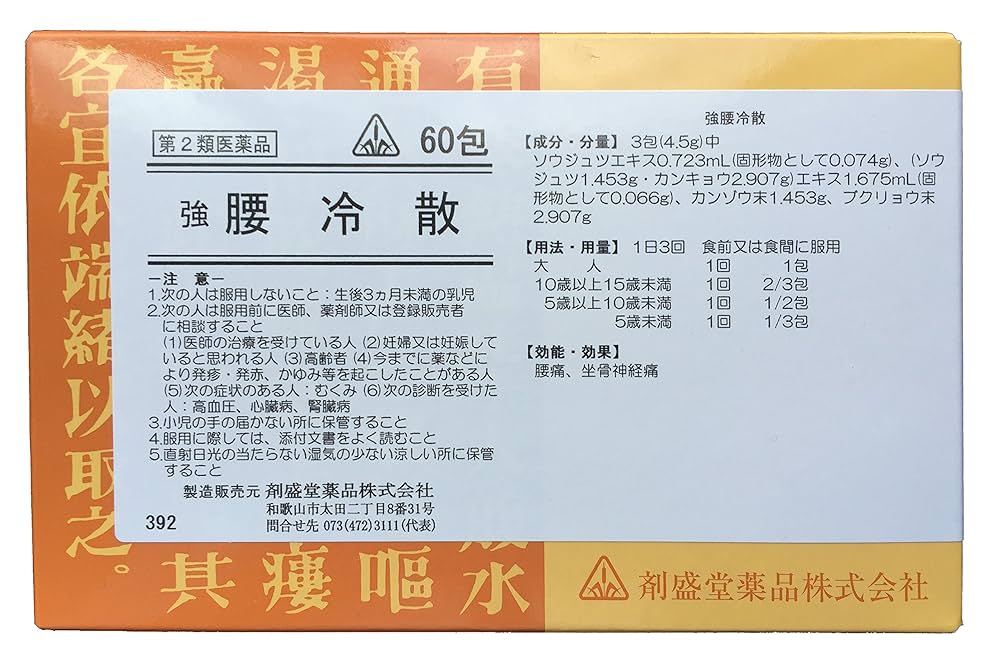 有 水
通 嘔
渇 瘻
羸 其
各宜依端緒以取之。
第2類医薬品
60包
強 腰 冷 散
−注 意−
1.次の人は服用しないこと：生後3ヵ月未満の乳児
2.次の人は服用前に医師、薬剤師又は登録販売者
に相談すること
(1)医師の治療を受けている人 (2)妊婦又は妊娠して
いると思われる人 (3)高齢者 (4)今までに薬などに
より発疹・発赤、かゆみ等を起こしたことがある人
(5)次の症状のある人：むくみ (6)次の診断を受けた
人：高血圧、心臓病、腎臓病
3.小児の手の届かない所に保管すること
4.服用に際しては、添付文書をよく読むこと
5.直射日光の当たらない湿気の少ない涼しい所に保管
すること
製造販売元 剤盛堂薬品株式会社
和歌山市太田二丁目8番31号
問合せ先 073(472)3111(代表)
392
強腰冷散
【成分・分量】 3包(4.5g)中
ソウジュツエキス0.723mL(固形物として0.074g)、(ソウ
ジュツ1.453g・カンキョウ2.907g)エキス1.675mL(固
形物として0.066g)、カンゾウ末1.453g、ブクリョウ末
2.907g
【用法・用量】 1日3回 食前又は食間に服用
大 人 1回 1包
10歳以上15歳未満 1回 2/3包
5歳以上10歳未満 1回 1/2包
5歳未満 1回 1/3包
【効能・効果】
腰痛、坐骨神経痛
剤盛堂薬品株式会社